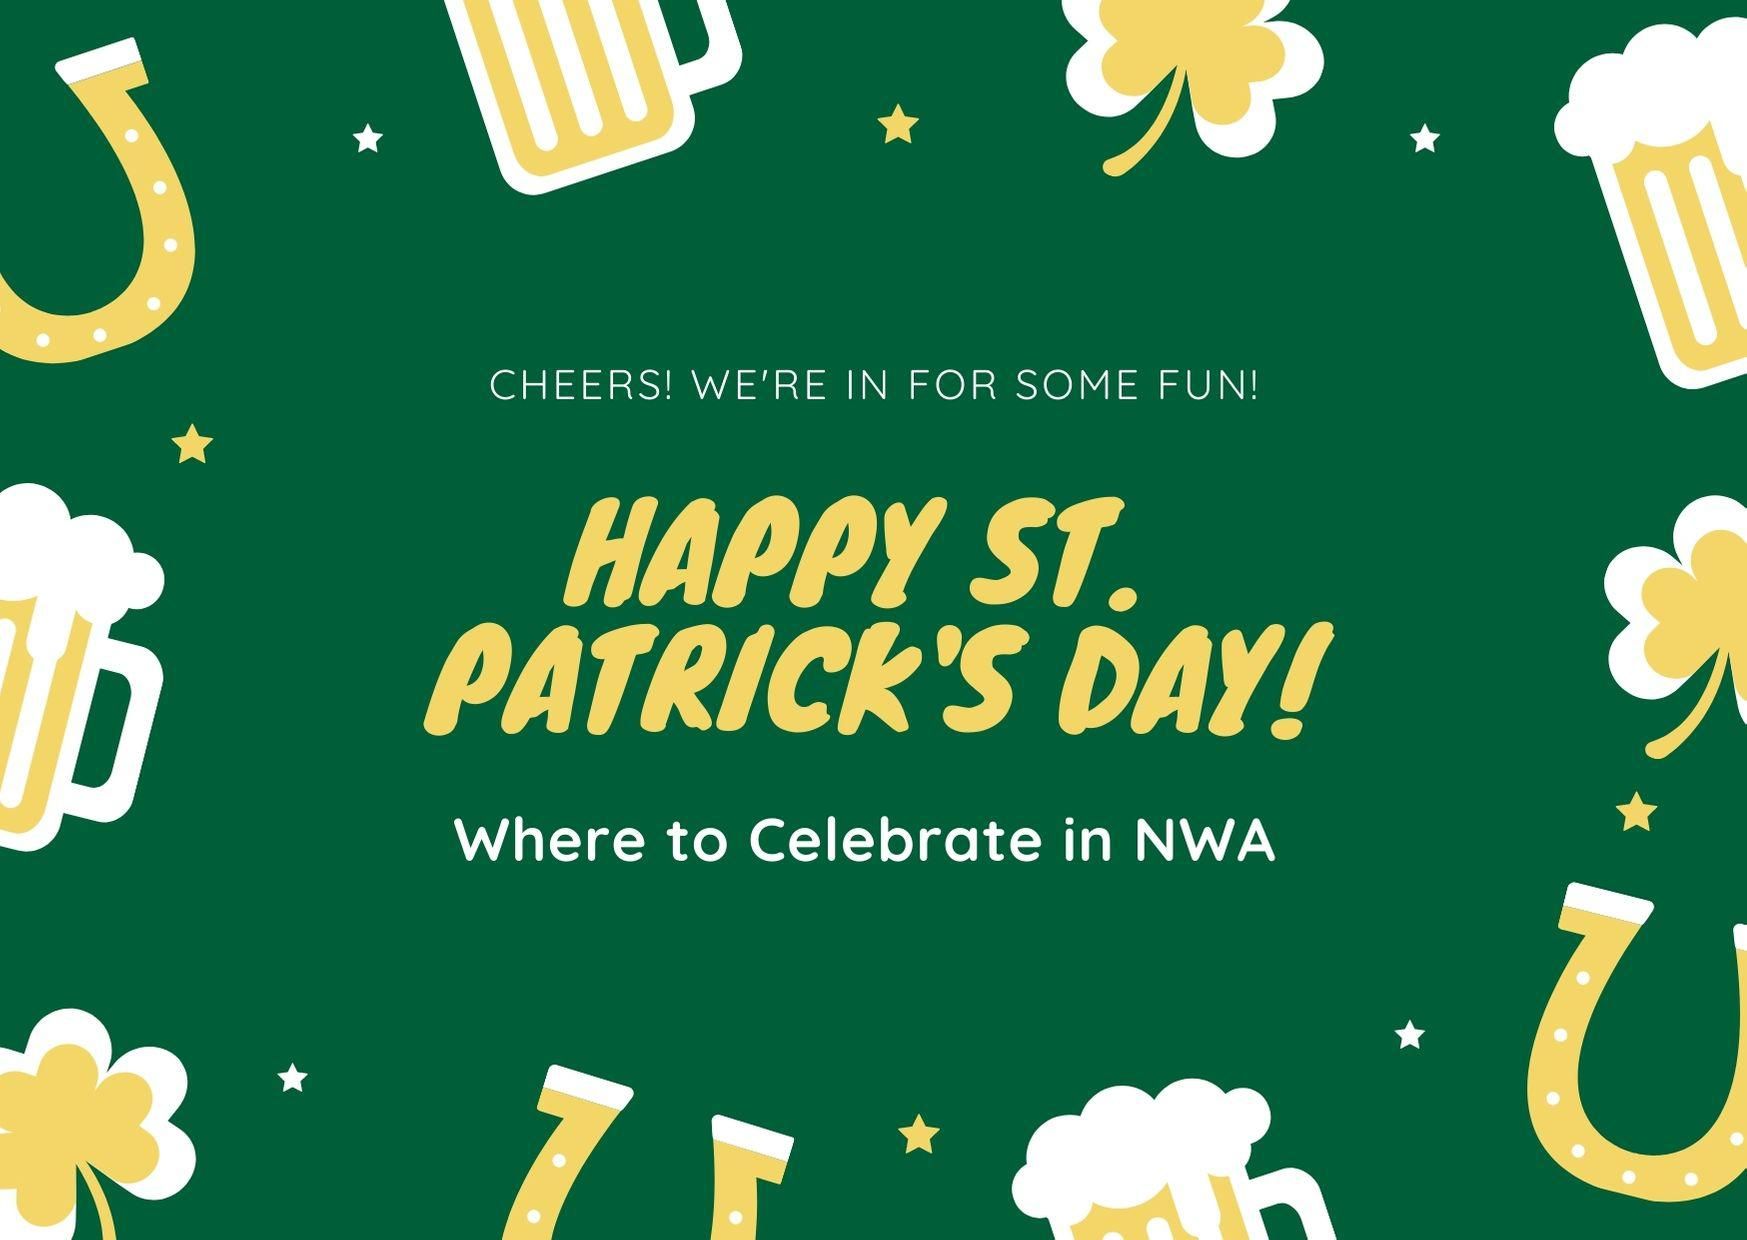 CHEERS! WE'RE IN FOR SOME FUN!
HAPPY ST.
PATRICK'S DAY!
Where to Celebrate in NWA